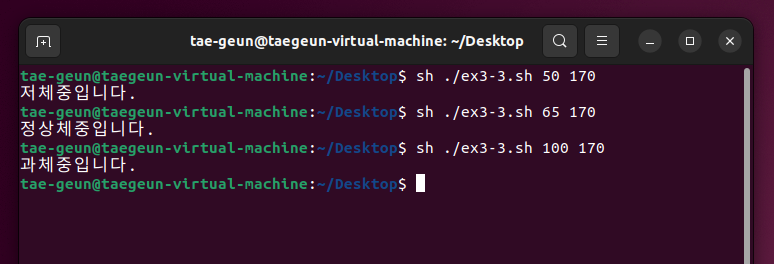 tae-geun@taegeun-virtual-machine: ~/Desktop
tae-geun@taegeun-virtual-machine:~/Desktop$ sh ./ex3-3.sh 50 170
저체중입니다.
tae-geun@taegeun-virtual-machine:~/Desktop$ sh ./ex3-3.sh 65 170
정상체중입니다.
tae-geun@taegeun-virtual-machine:~/Desktop$ sh ./ex3-3.sh 100 170
과체중입니다.
tae-geun@taegeun-virtual-machine:~/Desktop$